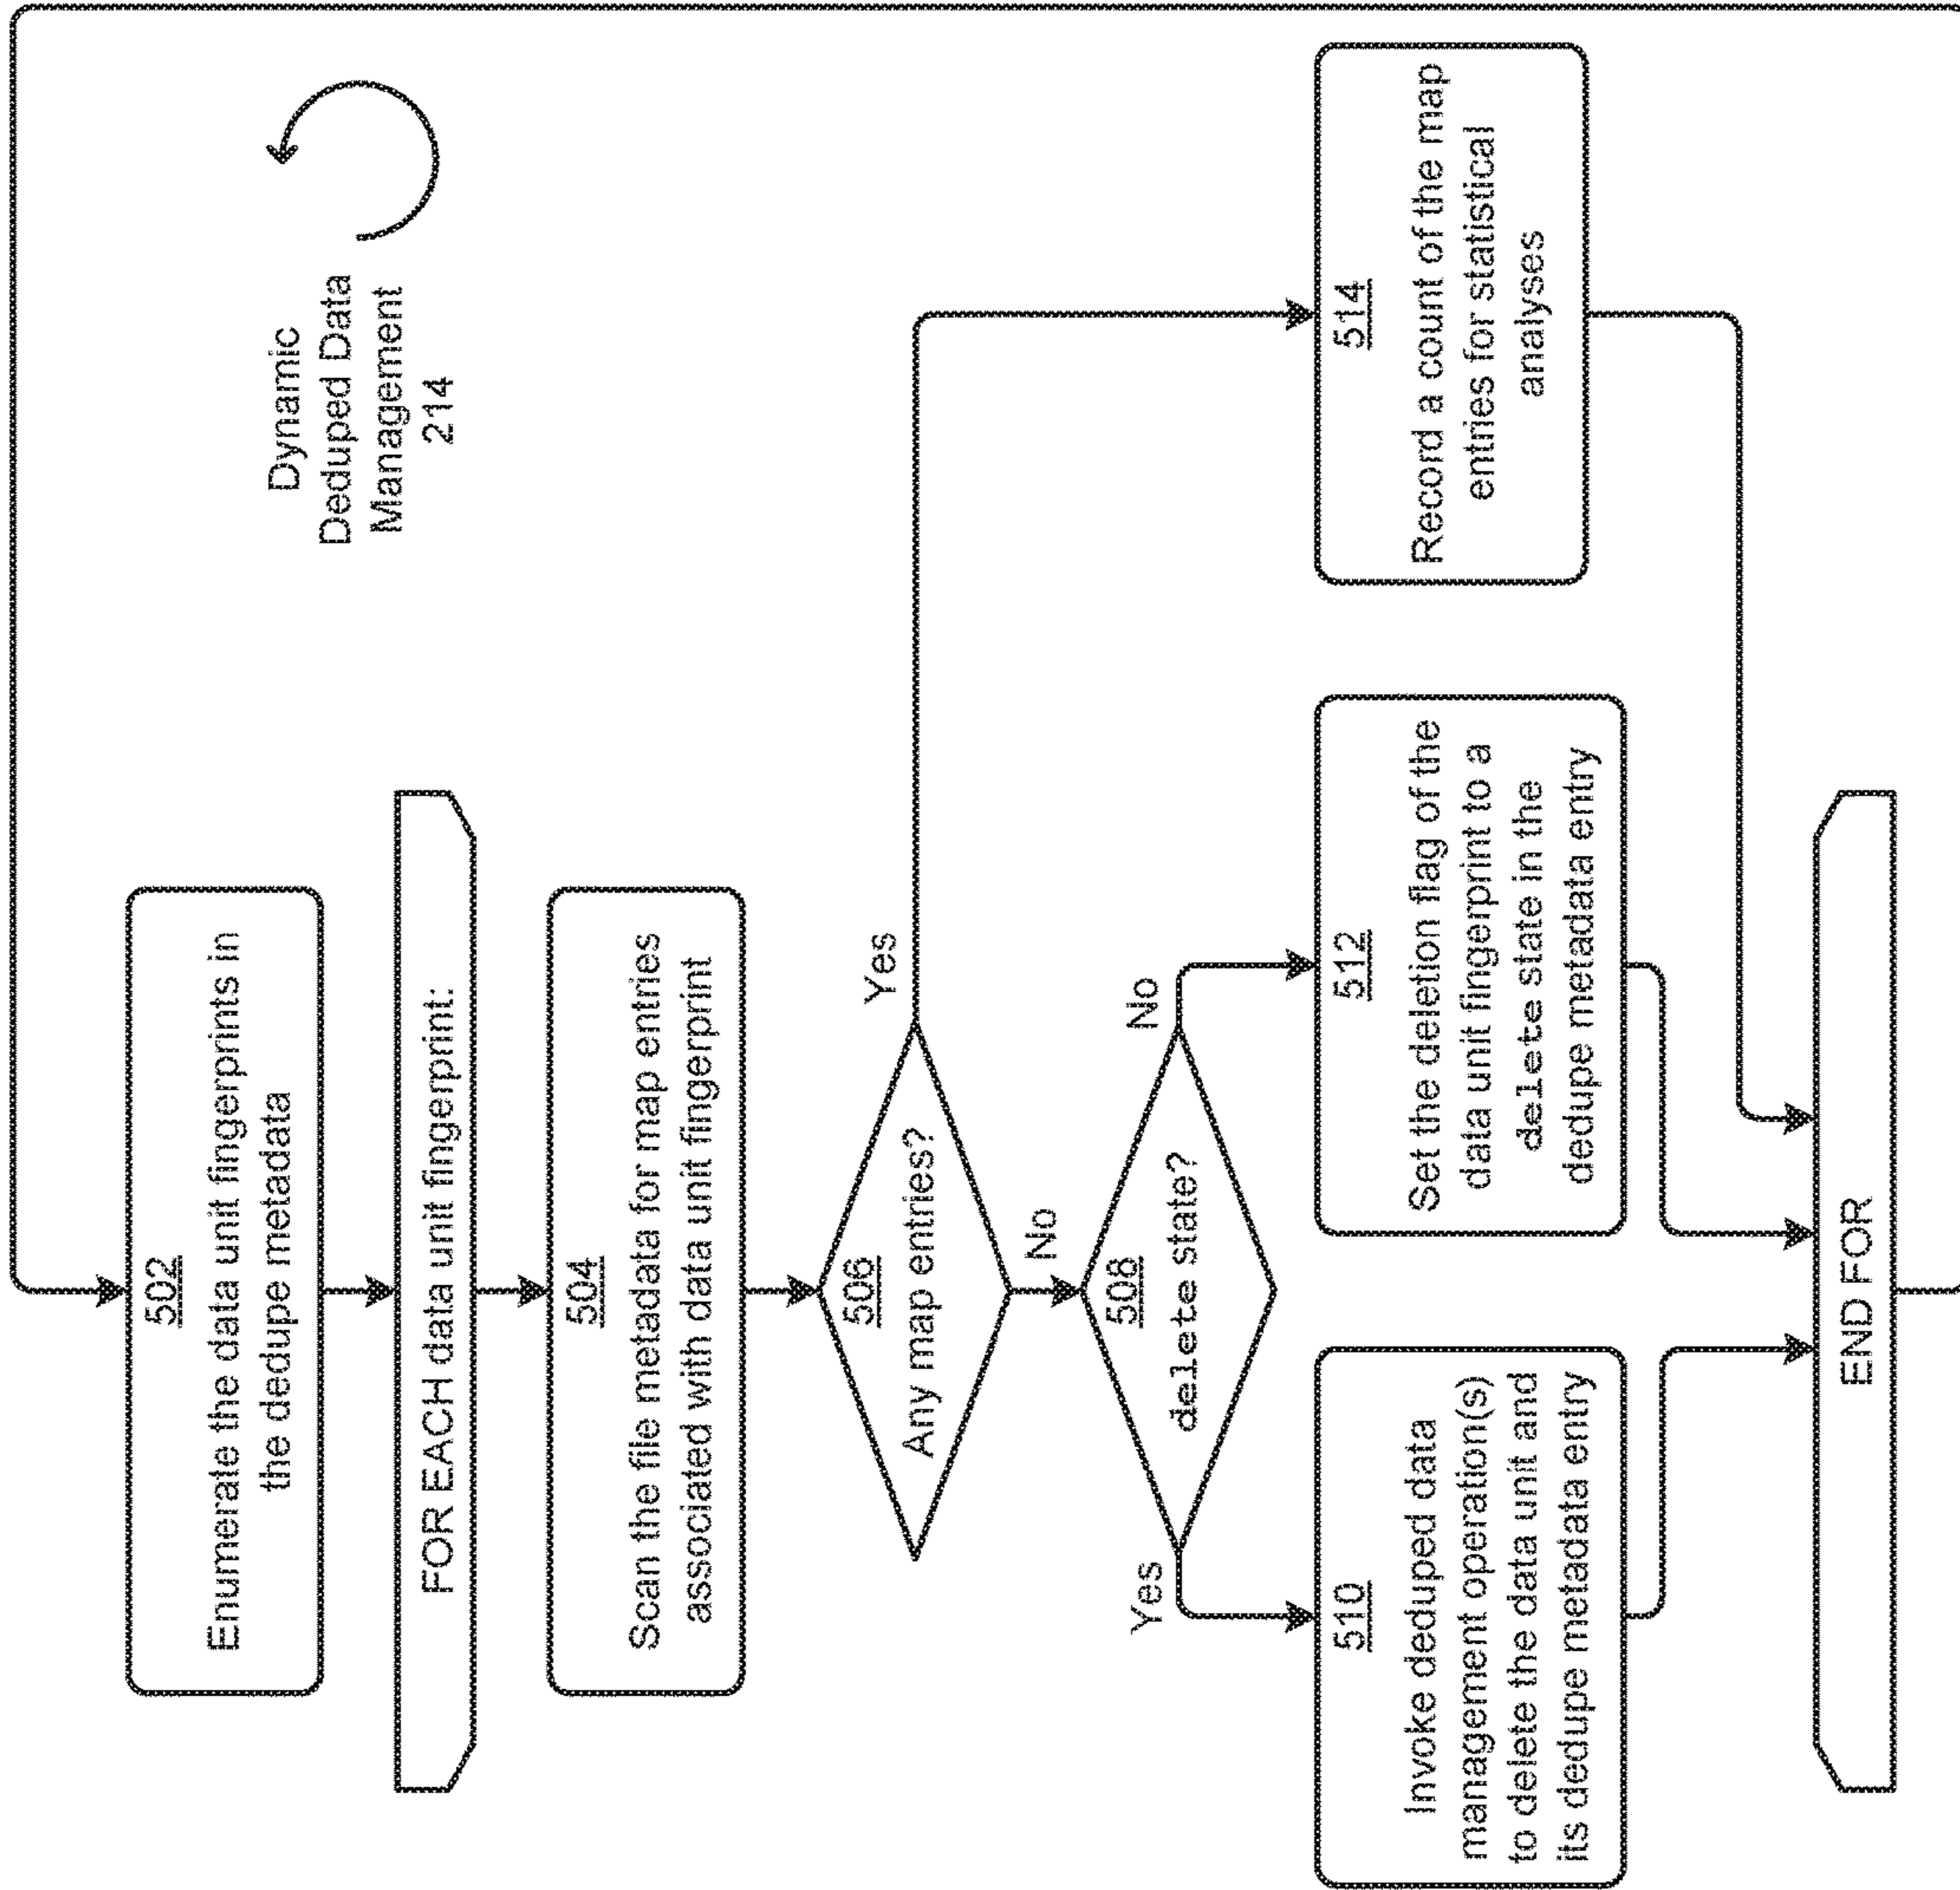 Dynamic
Deduped Data
Management
214
502
Enumerate the data unit fingerprints in
the dedupe metadata
FOR EACH data unit fingerprint:
504
Scan the file metadata for map entries
associated with data unit fingerprint
506
Any map entries?
Yes
No
508
delete state?
Yes
No
510
Invoke deduped data
management operation(s)
to delete the data unit and
its dedupe metadata entry
512
Set the deletion flag of the
data unit fingerprint to a
delete state in the
dedupe metadata entry
514
Record a count of the map
entries for statistical
analyses
END FOR